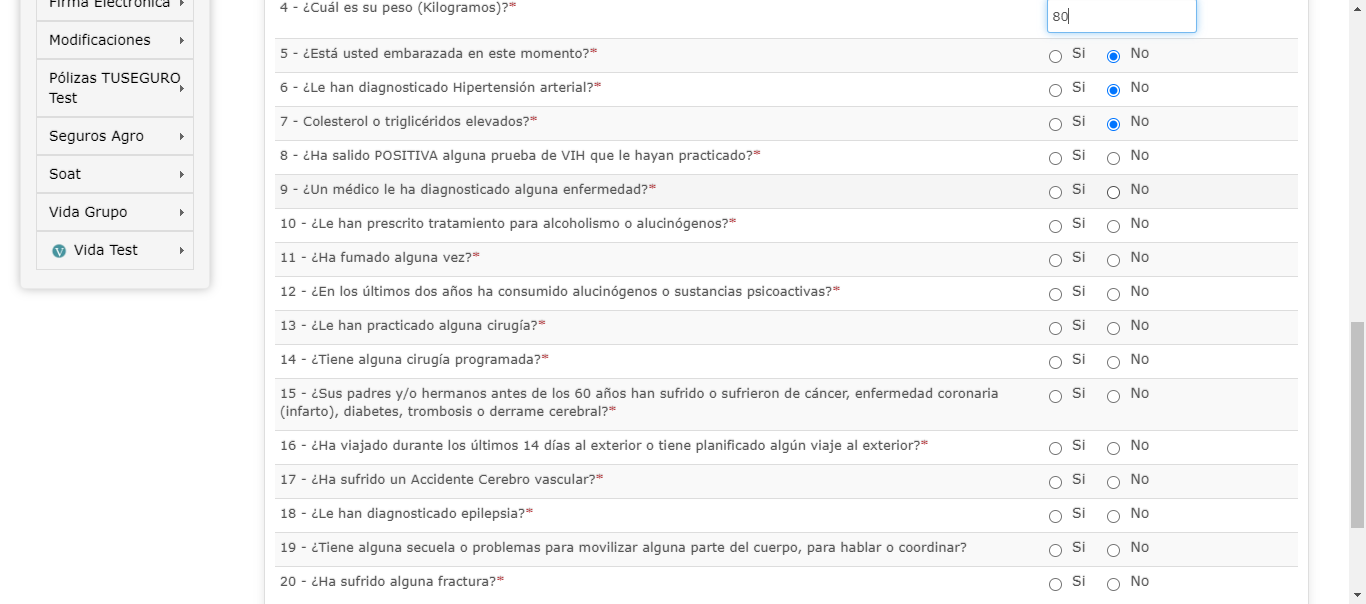 Firma Electrónica
Modificaciones
Pólizas TUSEGURO
Test
Seguros Agro
Soat
Vida Grupo
V Vida Test
4 - ¿Cuál es su peso (Kilogramos)?* 80
5 - ¿Está usted embarazada en este momento?* Si No
6 - ¿Le han diagnosticado Hipertensión arterial?* Si No
7 - Colesterol o triglicéridos elevados?* Si No
8 - ¿Ha salido POSITIVA alguna prueba de VIH que le hayan practicado?* Si No
9 - ¿Un médico le ha diagnosticado alguna enfermedad?* Si No
10 - ¿Le han prescrito tratamiento para alcoholismo o alucinógenos?* Si No
11 - ¿Ha fumado alguna vez?* Si No
12 - ¿En los últimos dos años ha consumido alucinógenos o sustancias psicoactivas?* Si No
13 - ¿Le han practicado alguna cirugía?* Si No
14 - ¿Tiene alguna cirugía programada?* Si No
15 - ¿Sus padres y/o hermanos antes de los 60 años han sufrido o sufrieron de cáncer, enfermedad coronaria Si No
(infarto), diabetes, trombosis o derrame cerebral?*
16 - ¿Ha viajado durante los últimos 14 días al exterior o tiene planificado algún viaje al exterior?* Si No
17 - ¿Ha sufrido un Accidente Cerebro vascular?* Si No
18 - ¿Le han diagnosticado epilepsia?* Si No
19 - ¿Tiene alguna secuela o problemas para movilizar alguna parte del cuerpo, para hablar o coordinar? Si No
20 - ¿Ha sufrido alguna fractura?* Si No